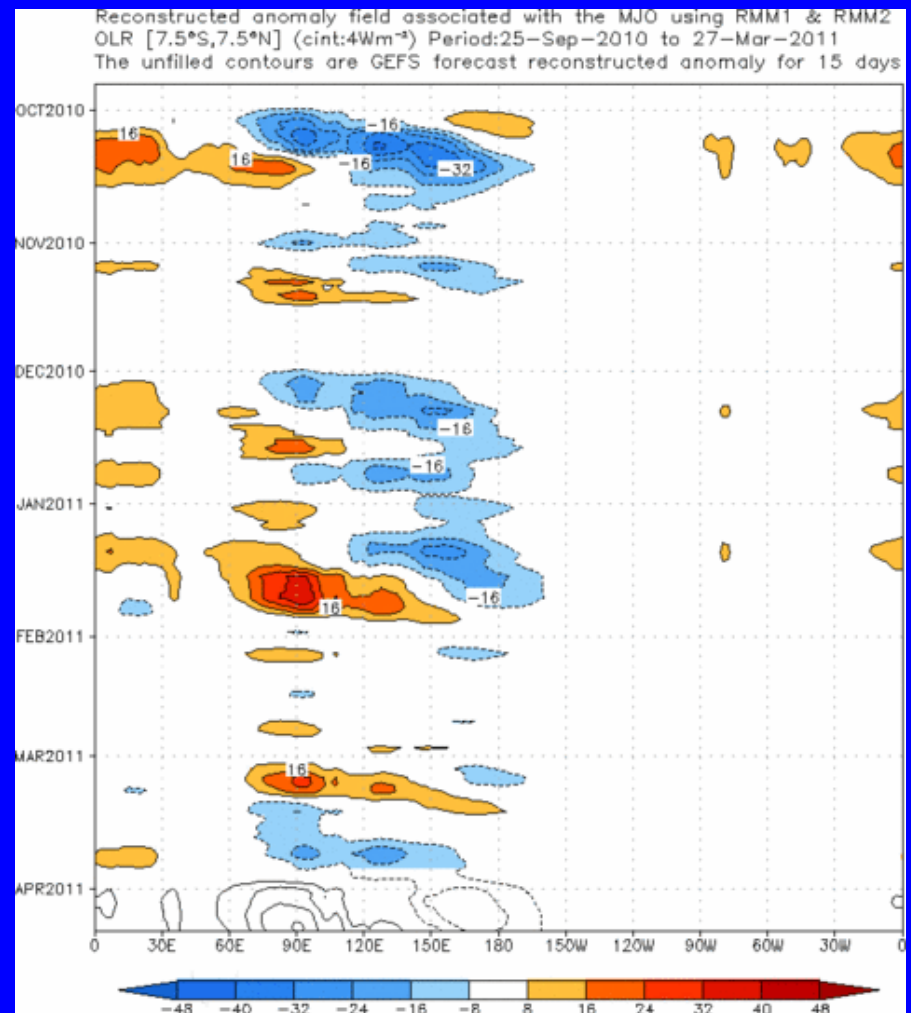 Reconstructed anomaly field associated with the MJO using RMM1 & RMM2
OLR [7.5°S,7.5°N] (cint:4Wm⁻²) Period:25-Sep-2010 to 27-Mar-2011
The unfilled contours are GEFS forecast reconstructed anomaly for 15 days
OCT2010
-16
16
16
-16
-32
NOV2010
DEC2010
-16
-16
JAN2011
16
-16
FEB2011
MAR2011
16
APR2011
0 30E 60E 90E 120E 150E 180 150W 120W 90W 60W 30W 0
-48 -40 -32 -24 -16 -8 8 16 24 32 40 48